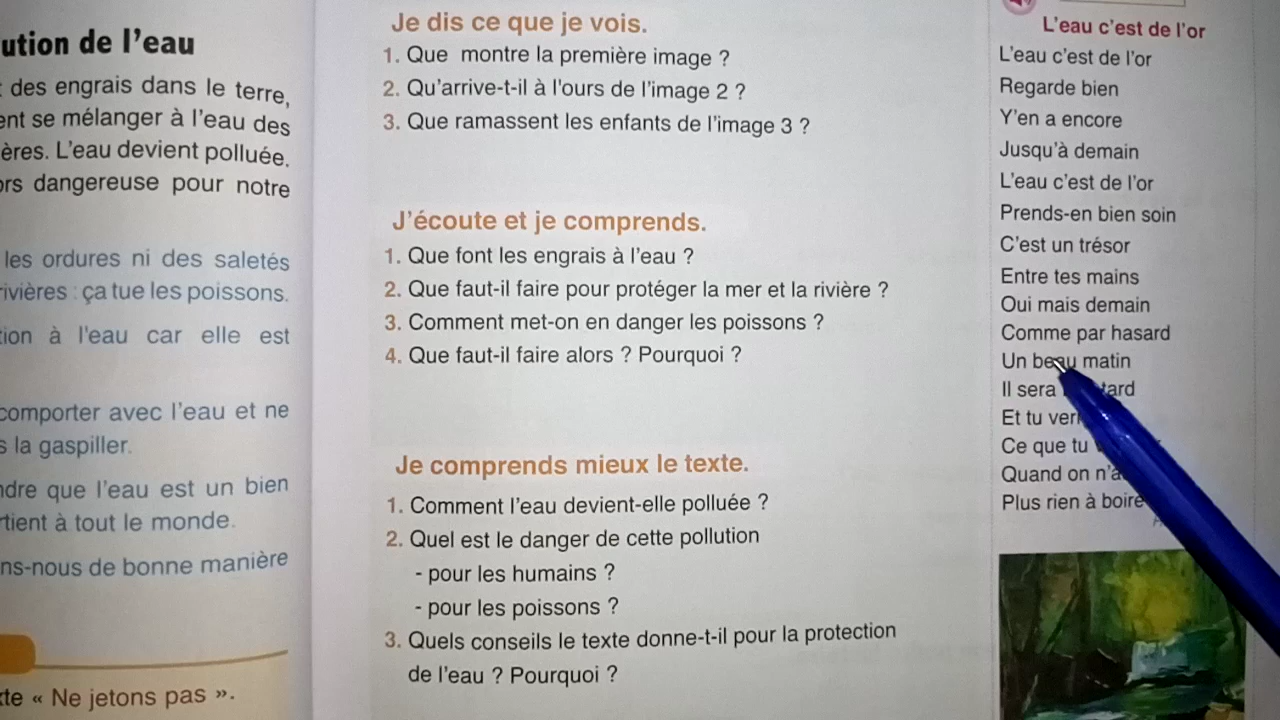 ution de l'eau
des engrais dans le terre,
ent se mélanger à l'eau des
ères. L'eau devient polluée.
ors dangereuse pour notre
les ordures ni des saletés
rivières : ça tue les poissons.
tion à l'eau car elle est
comporter avec l'eau et ne
s la gaspiller.
ndre que l'eau est un bien
rtient à tout le monde.
ns-nous de bonne manière
xte « Ne jetons pas ».
Je dis ce que je vois.
1. Que montre la première image ?
2. Qu'arrive-t-il à l'ours de l'image 2 ?
3. Que ramassent les enfants de l'image 3 ?
J'écoute et je comprends.
1. Que font les engrais à l'eau ?
2. Que faut-il faire pour protéger la mer et la rivière ?
3. Comment met-on en danger les poissons ?
4. Que faut-il faire alors ? Pourquoi ?
Je comprends mieux le texte.
1. Comment l'eau devient-elle polluée ?
2. Quel est le danger de cette pollution
- pour les humains ?
- pour les poissons ?
3. Quels conseils le texte donne-t-il pour la protection
de l'eau ? Pourquoi ?
L'eau c'est de l'or
L'eau c'est de l'or
Regarde bien
Y'en a encore
Jusqu'à demain
L'eau c'est de l'or
Prends-en bien soin
C'est un trésor
Entre tes mains
Oui mais demain
Comme par hasard
Un beau matin
Il sera tard
Et tu
Ce que tu
Quand on
Plus rien à boire